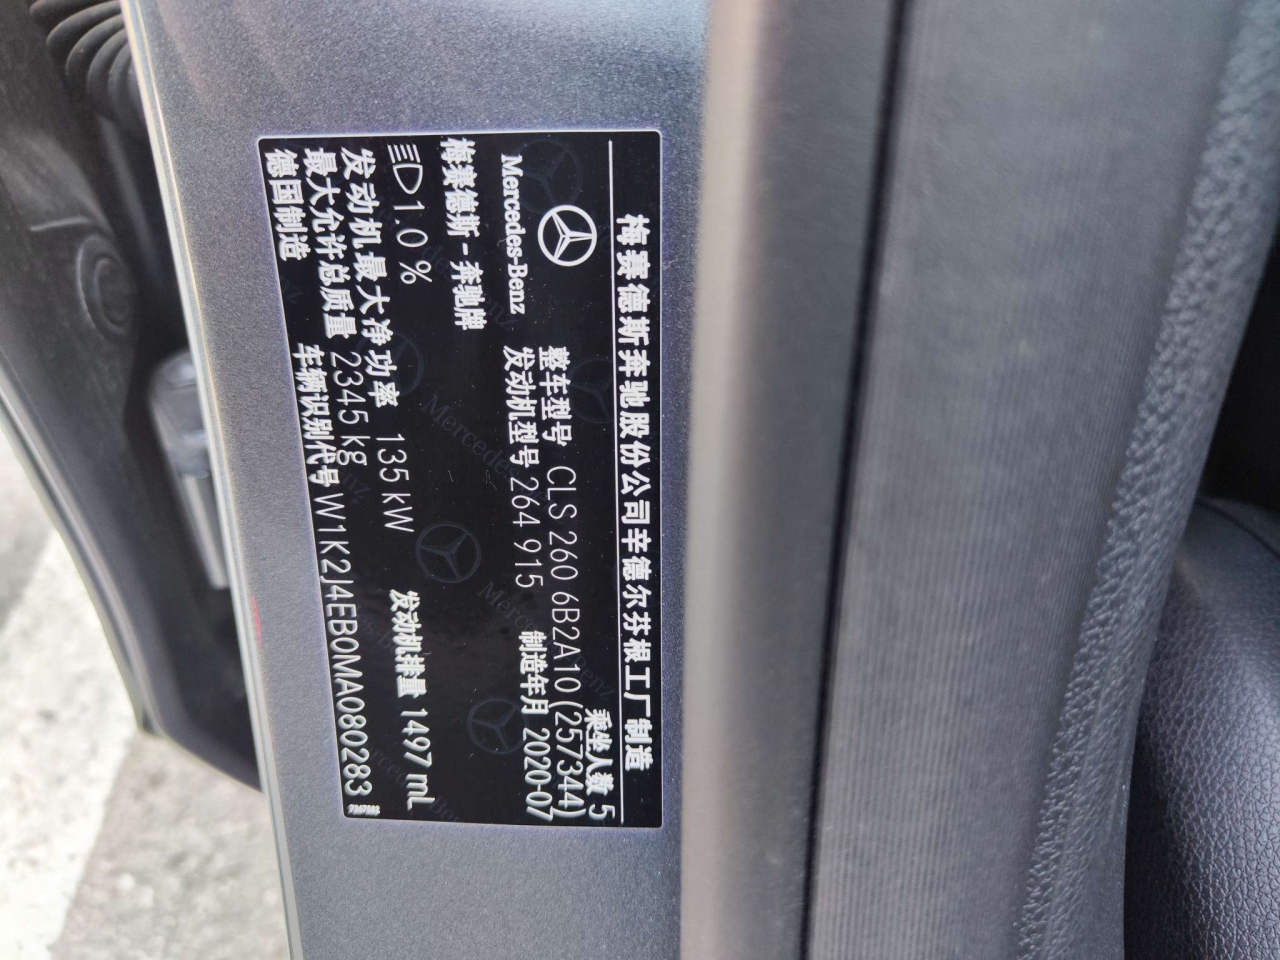 梅赛德斯奔驰股份公司辛德尔芬根工厂制造
乘坐人数 5
Mercedes-Benz
整车型号 CLS 260 6B2A10(257344)
发动机型号 264 915
制造年月 2020-07
梅赛德斯 - 奔驰牌
1.0 %
发动机最大净功率 135 kW
发动机排量 1497 mL
最大允许总质量 2345 kg
德国制造
车辆识别代号 W1K2J4EB0MA080283